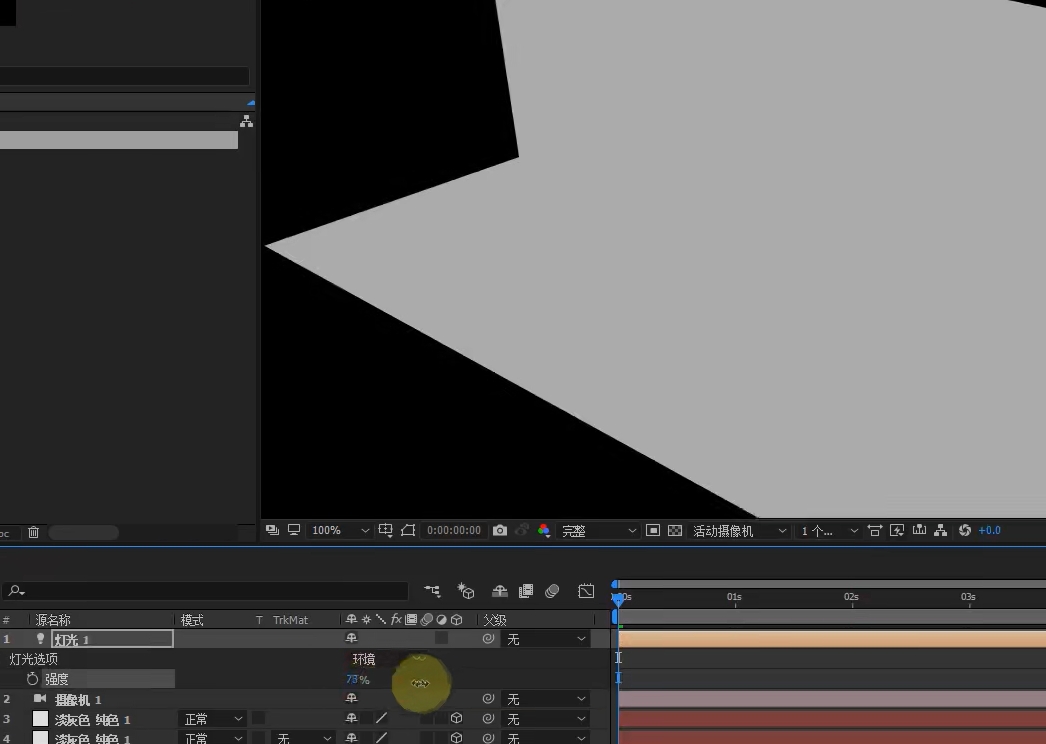 pc 100% 0:00:00:00 完整 活动摄像机 1 个... +0.0
:00s 01s 02s 03s
# 源名称 模式 T TrkMat fx 父级
1 灯光 1 无
灯光选项 环境
强度 %
2 摄像机 1 无
3 淡灰色 纯色 1 正常 无
4 淡灰色 纯色 1 正常 无 无